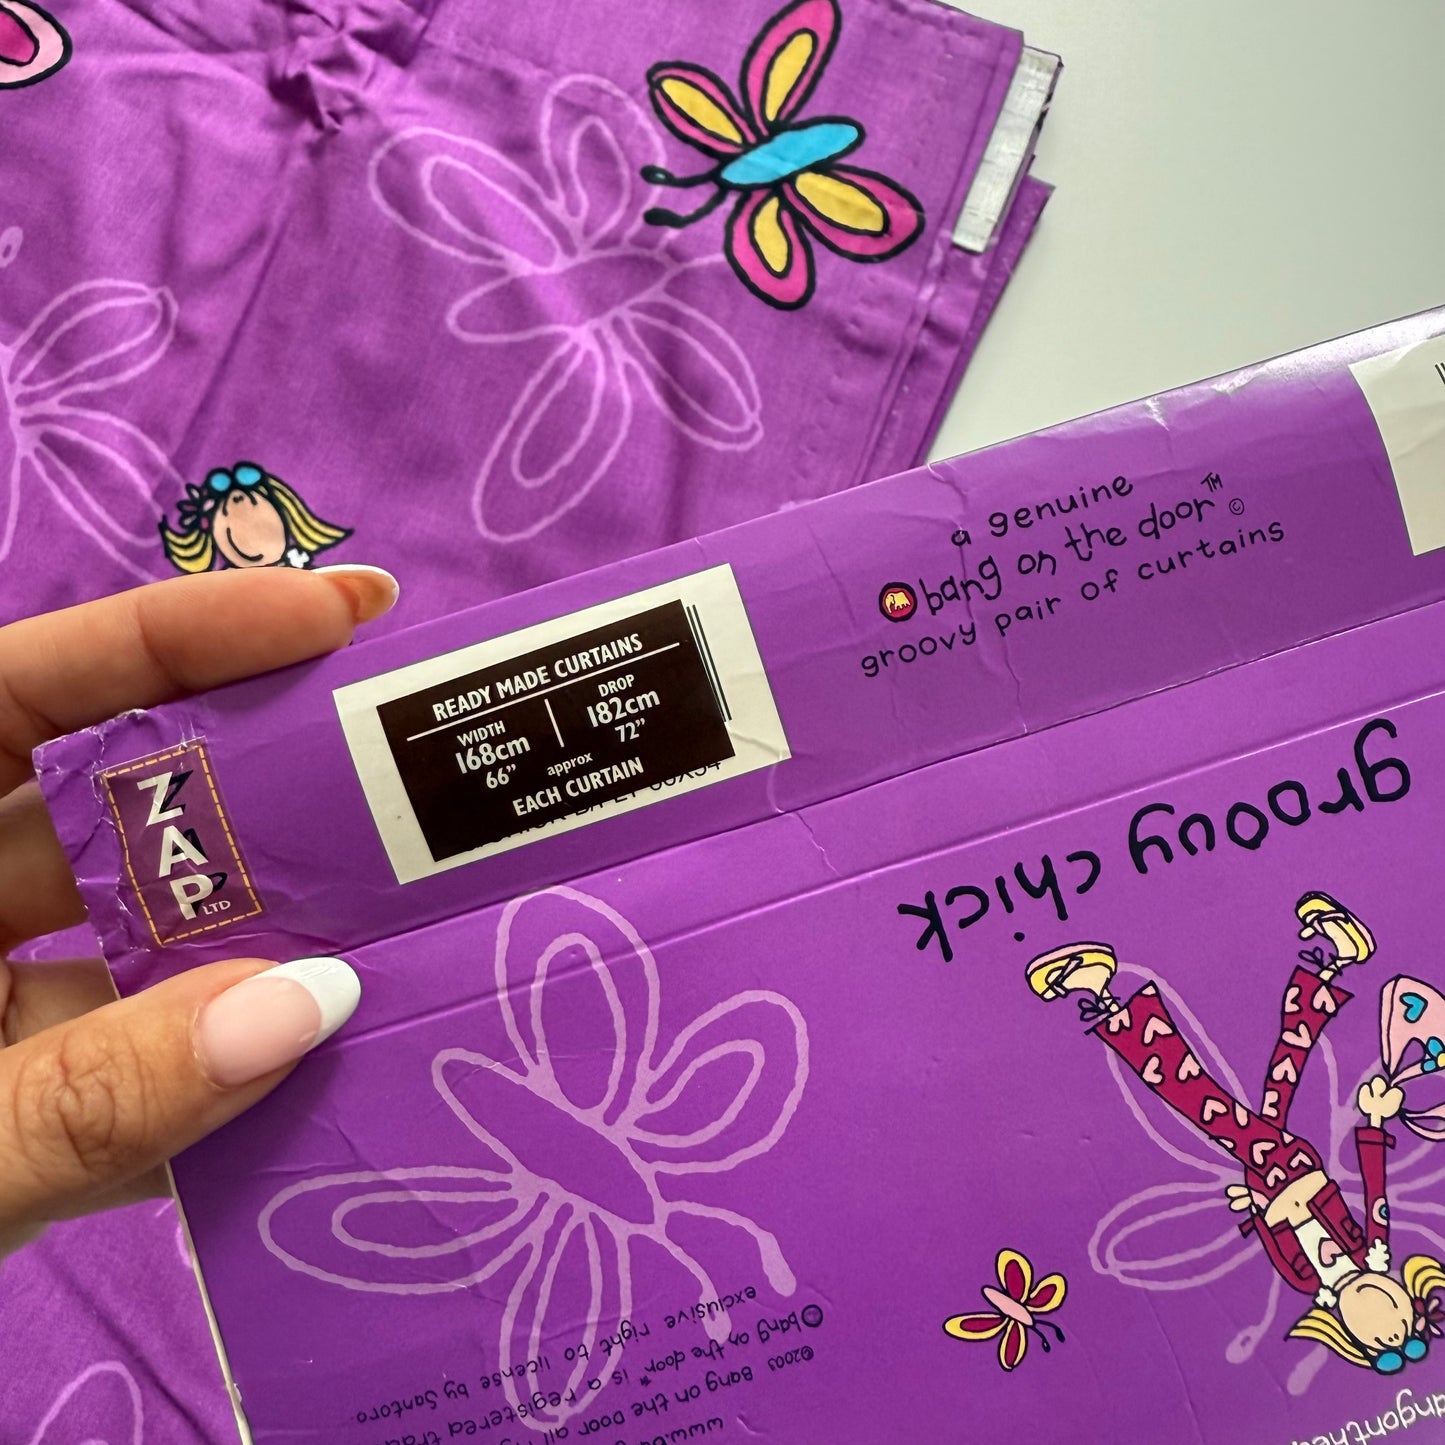 a genuine
bang on the door™ ©
groovy pair of curtains
READY MADE CURTAINS
WIDTH
168cm
66”
DROP
182cm
72”
approx
EACH CURTAIN
ZAP
LTD
groovy chick
bang on the door ® is a registered
exclusive right to license by Santoro
©2003 Bang on the Door all